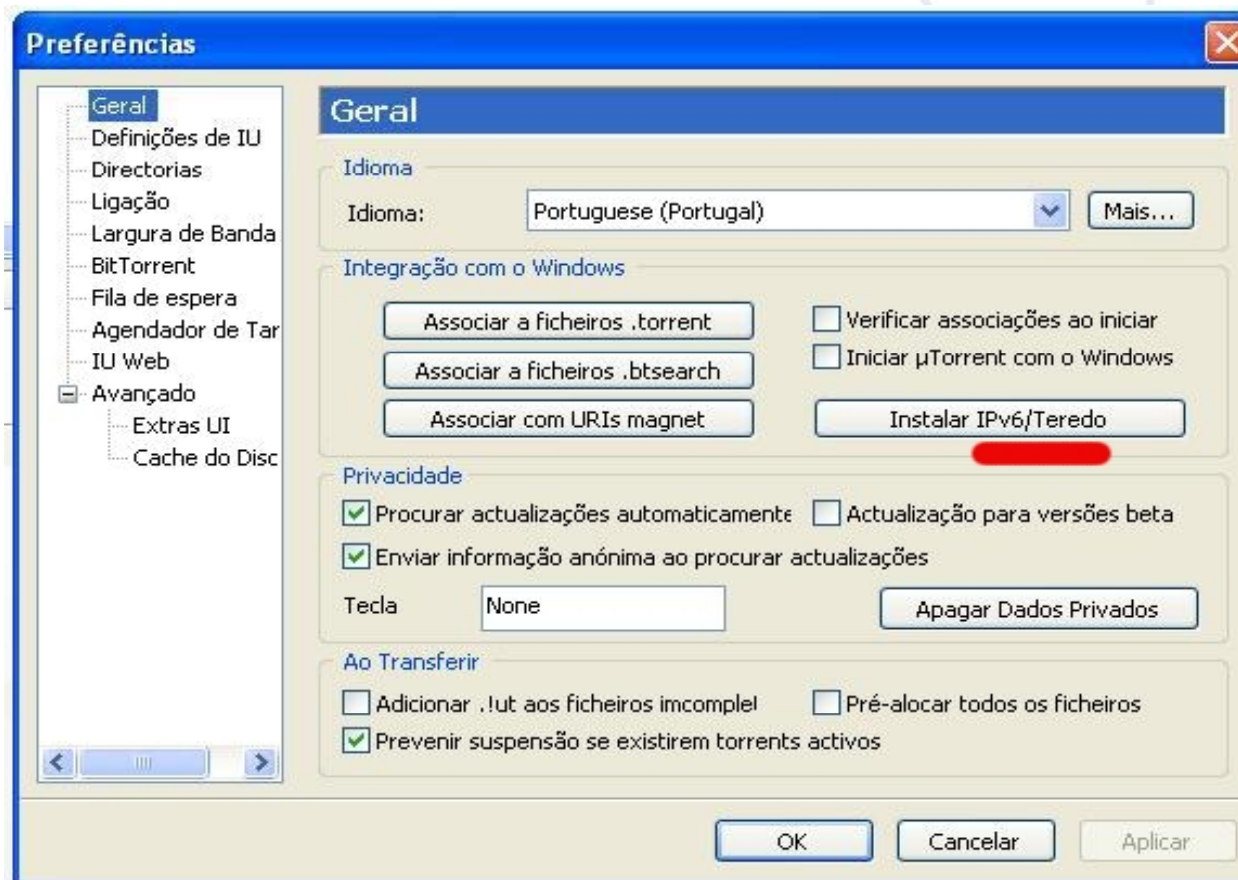 Preferências
Geral
Definições de IU
Directorias
Ligação
Largura de Banda
BitTorrent
Fila de espera
Agendador de Tar
IU Web
Avançado
Extras UI
Cache do Disc
Geral
Idioma
Idioma: Portuguese (Portugal) Mais...
Integração com o Windows
Associar a ficheiros .torrent Verificar associações ao iniciar
Iniciar µTorrent com o Windows
Associar a ficheiros .btsearch
Associar com URIs magnet Instalar IPv6/Teredo
Privacidade
Procurar actualizações automaticamente Actualização para versões beta
Enviar informação anónima ao procurar actualizações
Tecla None Apagar Dados Privados
Ao Transferir
Adicionar .!ut aos ficheiros imcomplet Pré-alocar todos os ficheiros
Prevenir suspensão se existirem torrents activos
OK Cancelar Aplicar